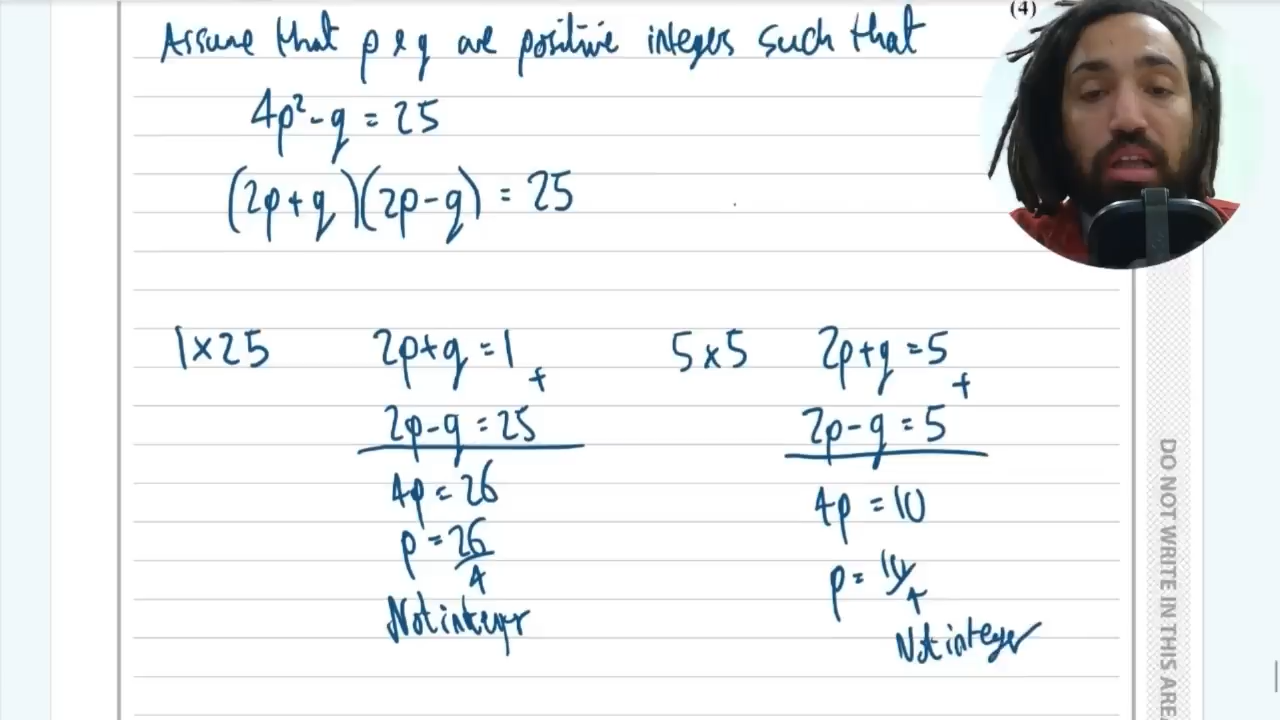 (4)
Assume that p & q are positive integers such that
4p² - q = 25
(2p+q)(2p-q) = 25
1 x 25
2p+q = 1
+
2p-q = 25
4p = 26
p = 26/4
Not integer
5 x 5
2p+q = 5
+
2p-q = 5
4p = 10
p = 10/4
Not integer
DO NOT WRITE IN THIS AREA